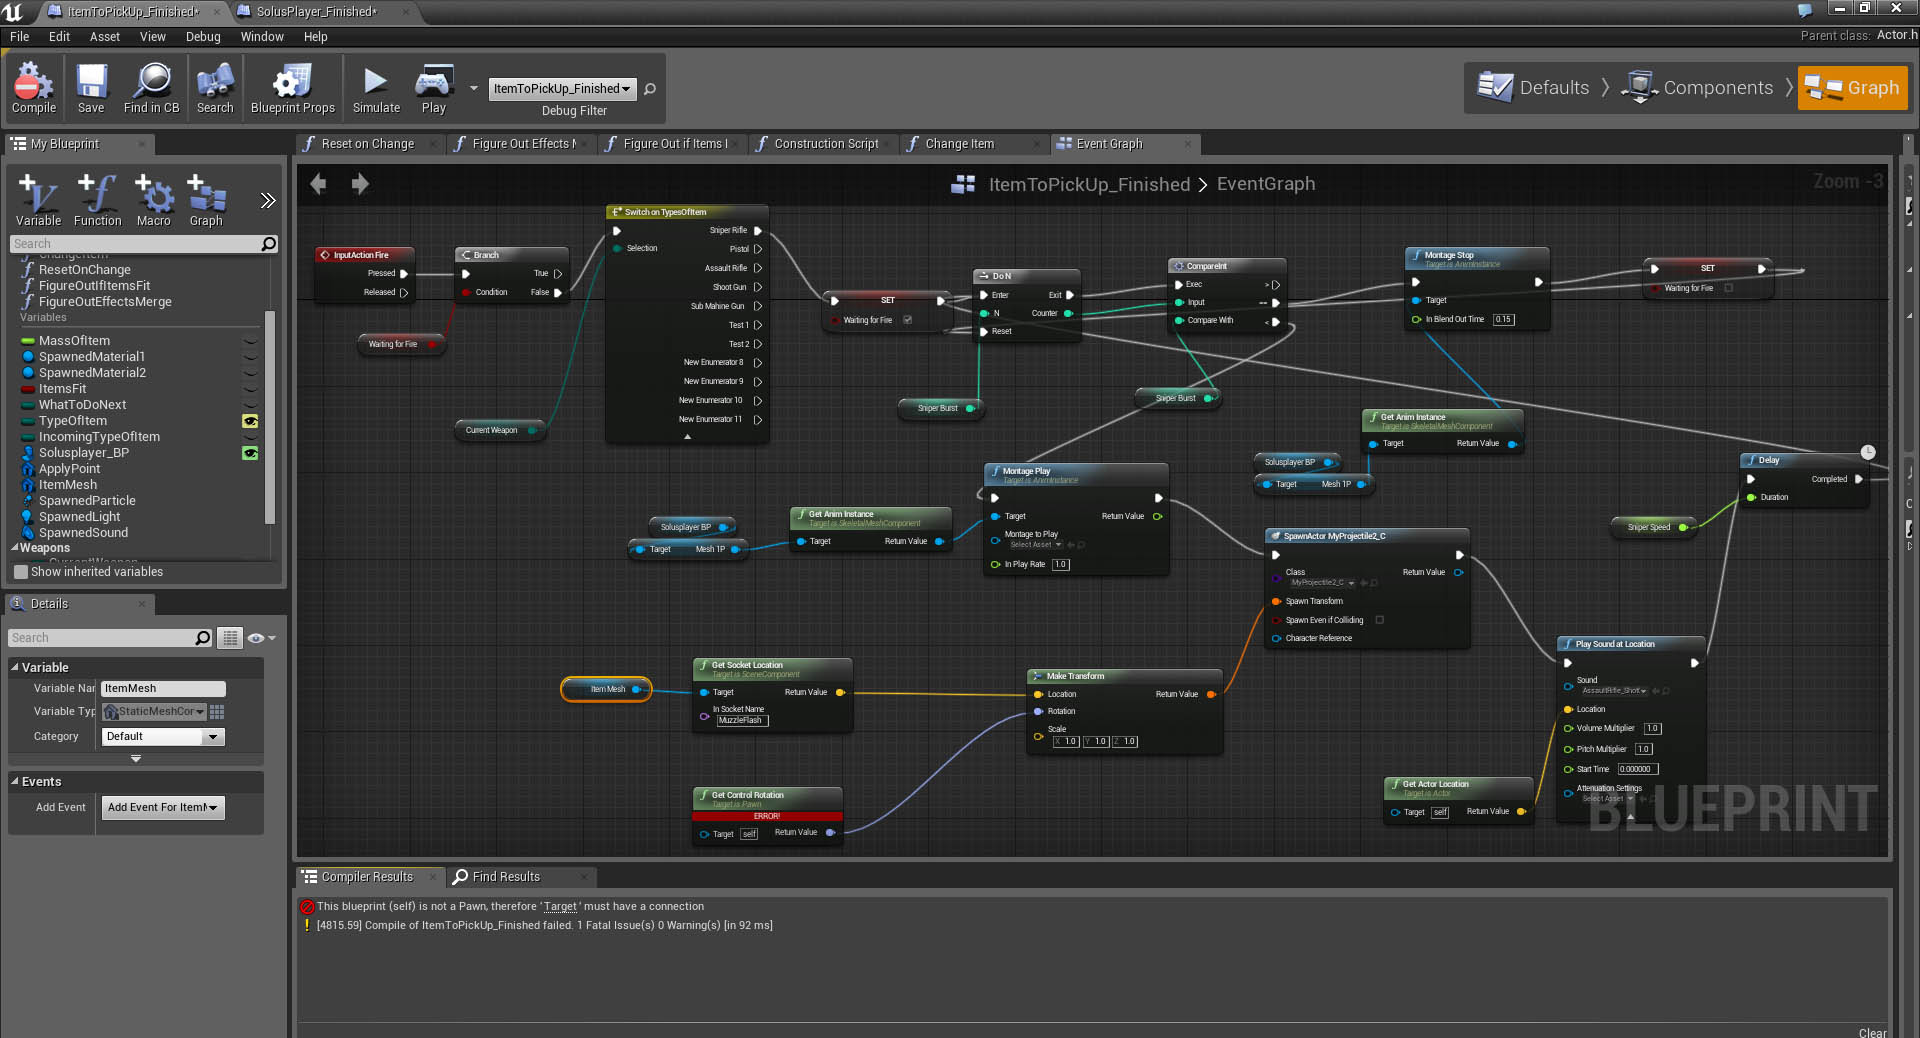 ItemToPickUp_Finished*
SolusPlayer_Finished*
File Edit Asset View Debug Window Help
Parent class: Actor.h
Compile Save Find in CB Search Blueprint Props Simulate Play
ItemToPickUp_Finished
Debug Filter
Defaults Components Graph
My Blueprint
Reset on Change
Figure Out Effects
Figure Out if Items
Construction Script
Change Item
Event Graph
ItemToPickUp_Finished > EventGraph
Zoom -3
Variable Function Macro Graph
Search
ChangeItem
ResetOnChange
FigureOutIfItemsFit
FigureOutEffectsMerge
Variables
MassOfItem
SpawnedMaterial1
SpawnedMaterial2
ItemsFit
WhatToDoNext
TypeOfItem
IncomingTypeOfItem
Solusplayer_BP
ApplyPoint
ItemMesh
SpawnedParticle
SpawnedLight
SpawnedSound
Weapons
Show inherited variables
Details
Search
Variable
Variable Nar ItemMesh
Variable Typ StaticMeshCor
Category Default
Events
Add Event Add Event For ItemM
InputAction Fire
Pressed
Released
Branch
True
Condition False
Waiting for Fire
Current Weapon
Switch on TypesOfItem
Sniper Rifle
Selection
Pistol
Assault Rifle
Shoot Gun
Sub Mahine Gun
Test 1
Test 2
New Enumerator 8
New Enumerator 9
New Enumerator 10
New Enumerator 11
SET
Waiting for Fire
Do N
Enter Exit
N Counter
Reset
Sniper Burst
CompareInt
Exec >
Input ==
Compare With <
Sniper Burst
Montage Stop
Target is AnimInstance
Target
In Blend Out Time 0.15
SET
Waiting for Fire
Get Anim Instance
Target is SkeletalMeshComponent
Target Return Value
Solusplayer BP
Target Mesh 1P
Delay
Completed
Duration
Sniper Speed
Montage Play
Target is AnimInstance
Target Return Value
Montage to Play
Select Asset
In Play Rate 1.0
Solusplayer BP
Target Mesh 1P
Get Anim Instance
Target is SkeletalMeshComponent
Target Return Value
SpawnActor MyProjectile2_C
Class Return Value
MyProjectile2_C
Spawn Transform
Spawn Even if Colliding
Character Reference
Item Mesh
Get Socket Location
Target is SceneComponent
Target Return Value
In Socket Name
MuzzleFlash
Make Transform
Location Return Value
Rotation
Scale
X 1.0 Y 1.0 Z 1.0
Get Control Rotation
Target is Pawn
ERROR!
Target self Return Value
Play Sound at Location
Sound
AssaultRifle_Shot
Location
Volume Multiplier 1.0
Pitch Multiplier 1.0
Start Time 0.000000
Attenuation Settings
Select Asset
Get Actor Location
Target is Actor
Target self Return Value
BLUEPRINT
Compiler Results
Find Results
This blueprint (self) is not a Pawn, therefore 'Target' must have a connection
[4815.59] Compile of ItemToPickUp_Finished failed. 1 Fatal Issue(s) 0 Warning(s) [in 92 ms]
Clear